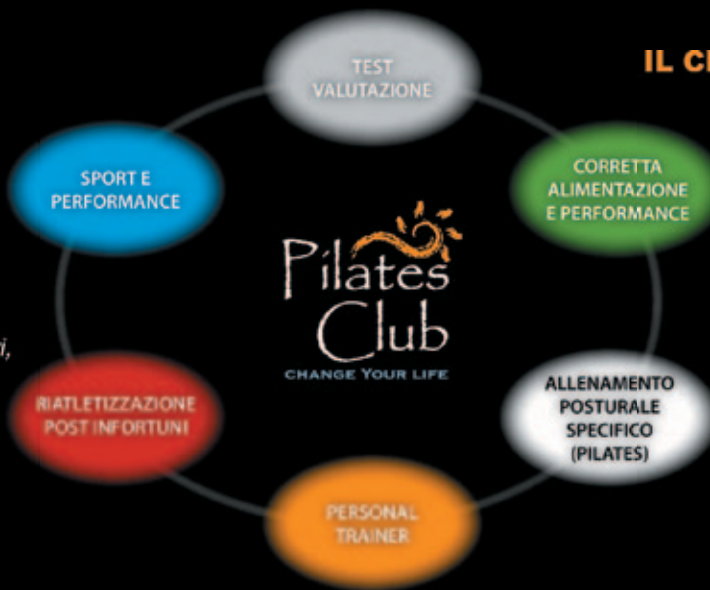 TEST
VALUTAZIONE
IL
SPORT E
PERFORMANCE
CORRETTA
ALIMENTAZIONE
E PERFORMANCE
Pilates
Club
CHANGE YOUR LIFE
RIATLETIZZAZIONE
POST INFORTUNI
ALLENAMENTO
POSTURALE
SPECIFICO
(PILATES)
PERSONAL
TRAINER